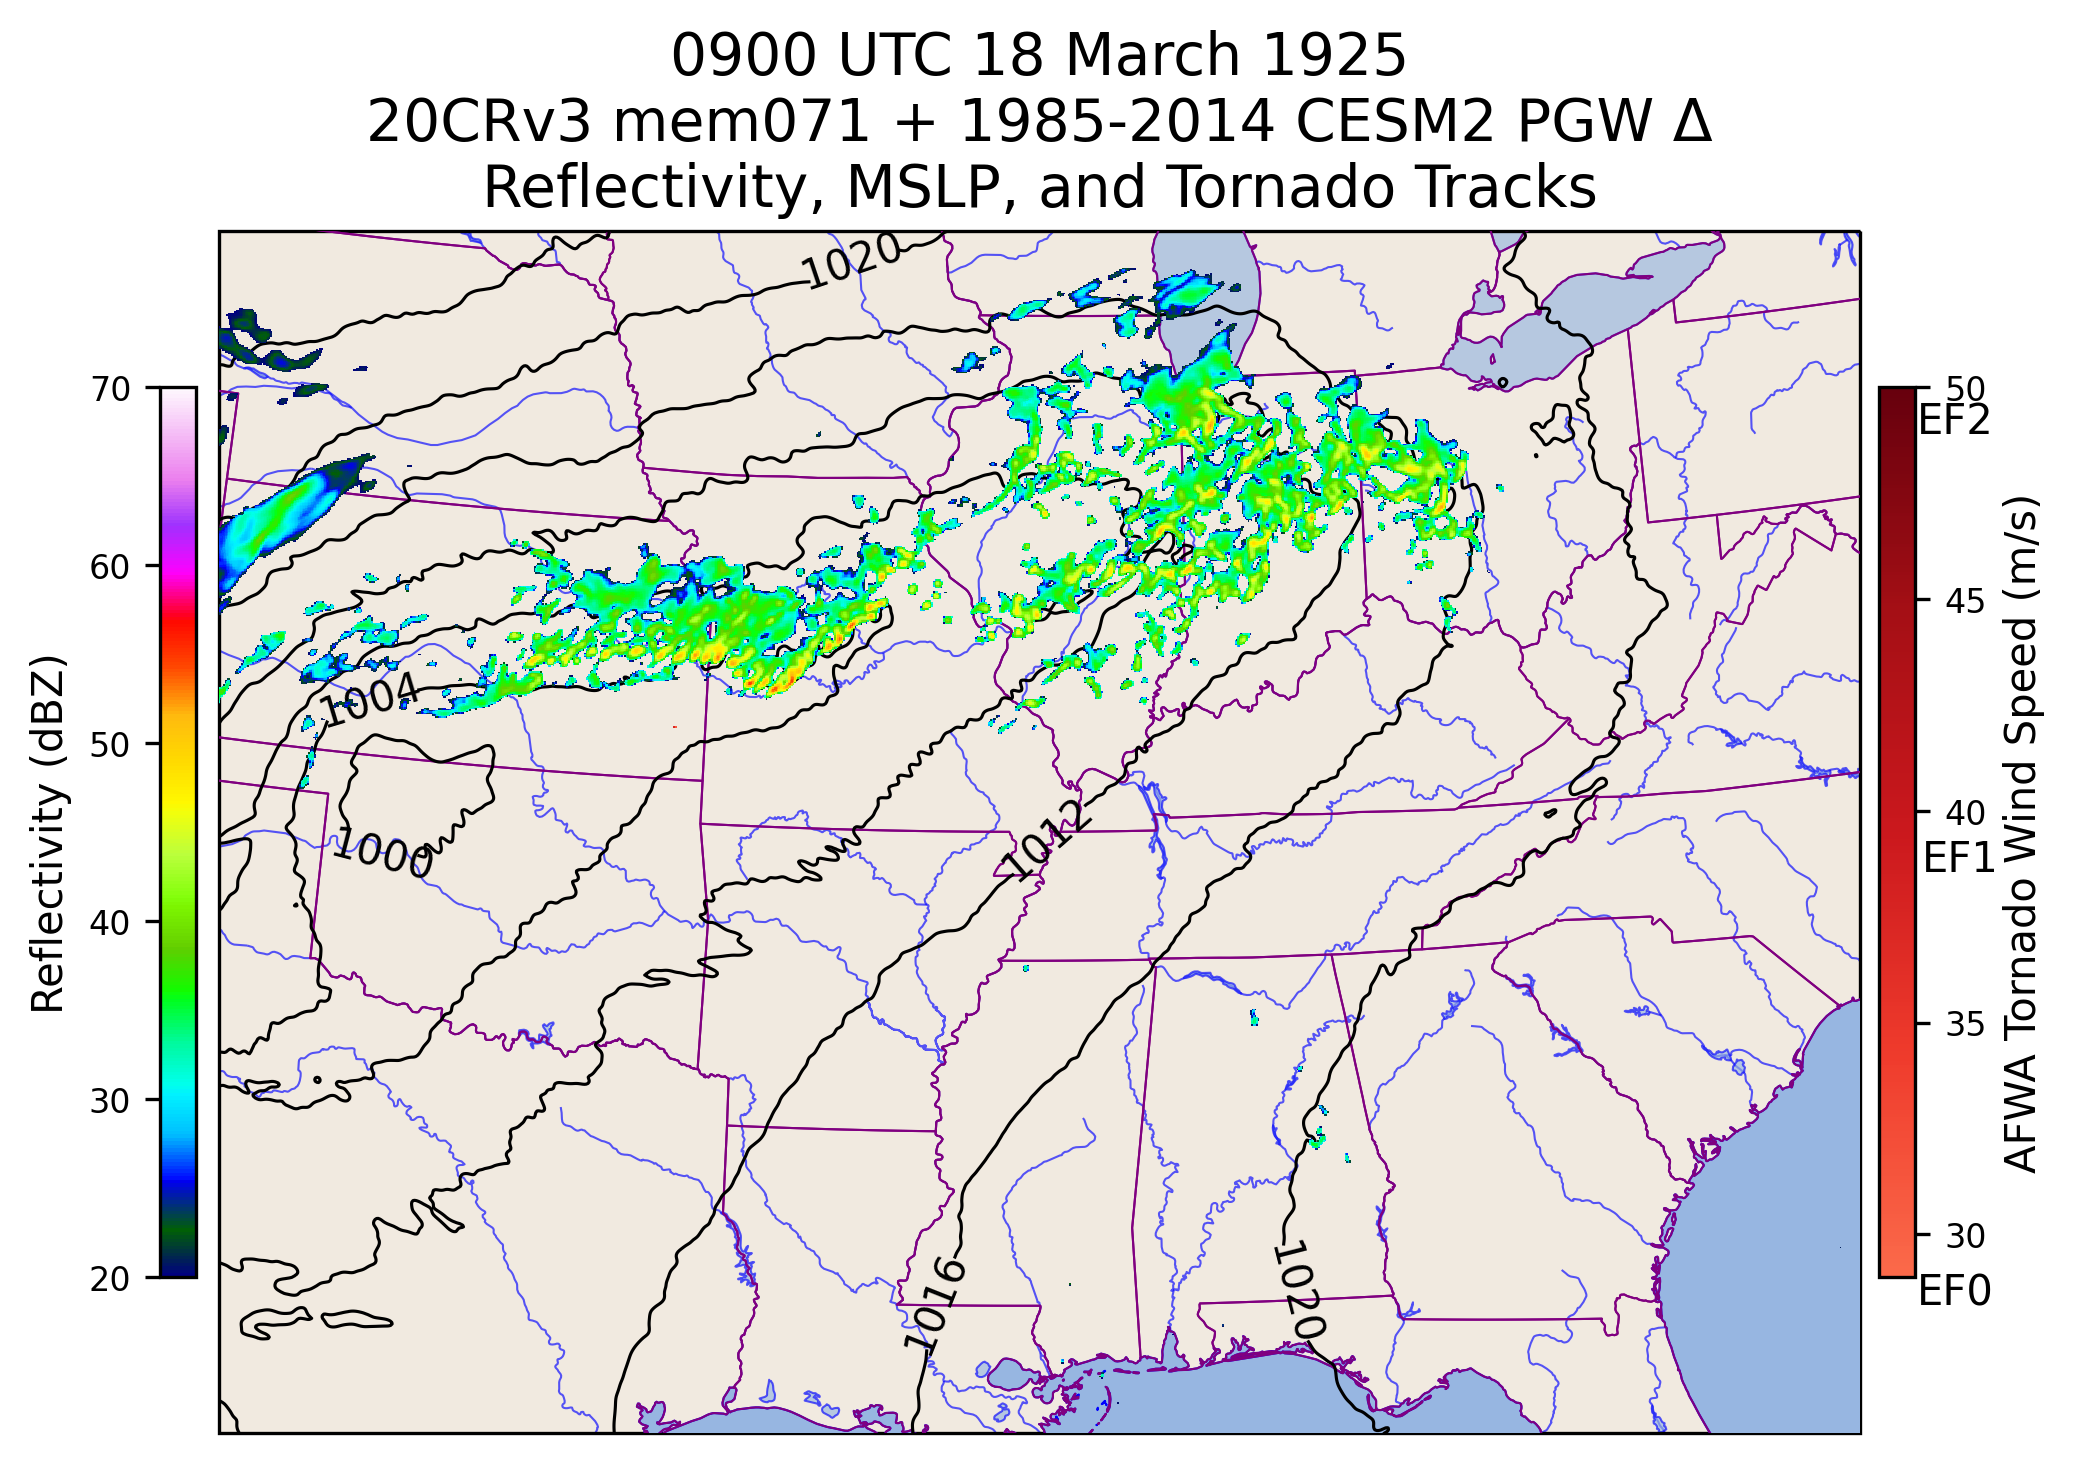 0900 UTC 18 March 1925
20CRv3 mem071 + 1985-2014 CESM2 PGW Δ
Reflectivity, MSLP, and Tornado Tracks
1020
1004
1000
1012
1016
1020
70
60
50
40
30
20
Reflectivity (dBZ)
50
EF2
45
40
EF1
35
30
EF0
AFWA Tornado Wind Speed (m/s)